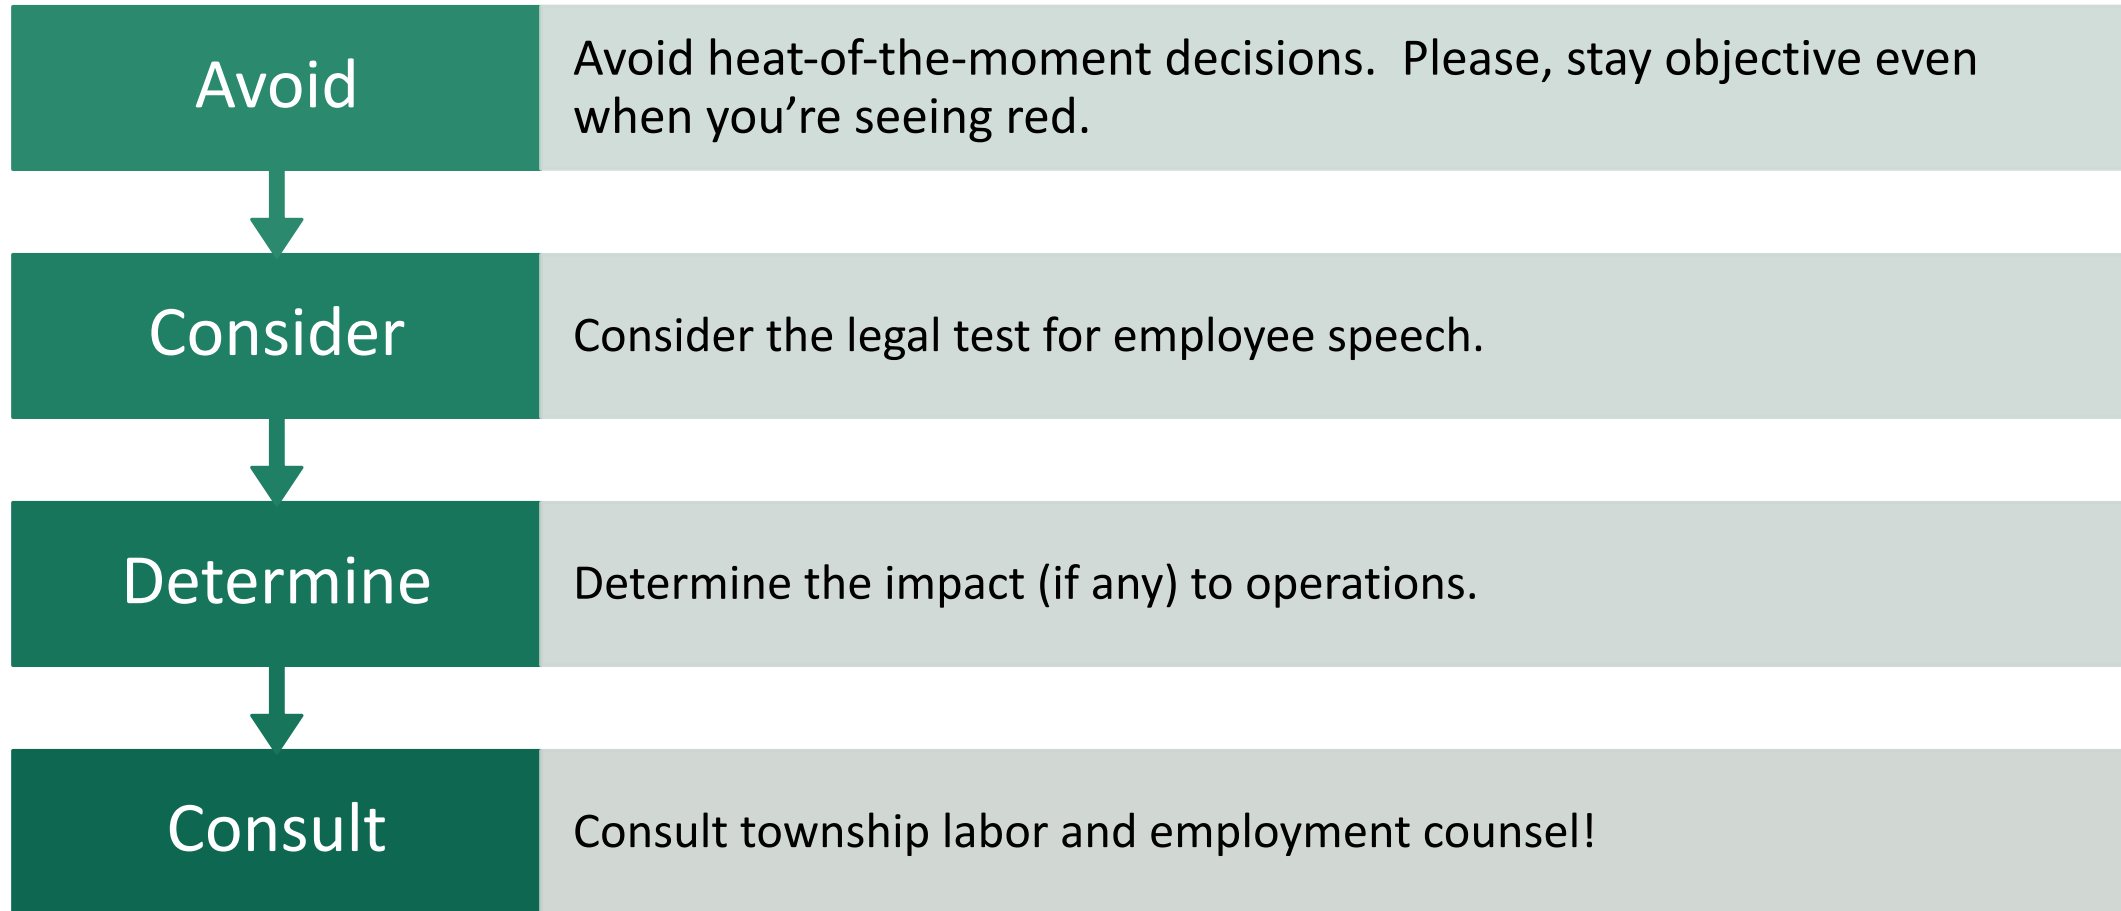 Avoid
Avoid heat-of-the-moment decisions.  Please, stay objective even
when you’re seeing red.
Consider
Consider the legal test for employee speech.
Determine
Determine the impact (if any) to operations.
Consult
Consult township labor and employment counsel!